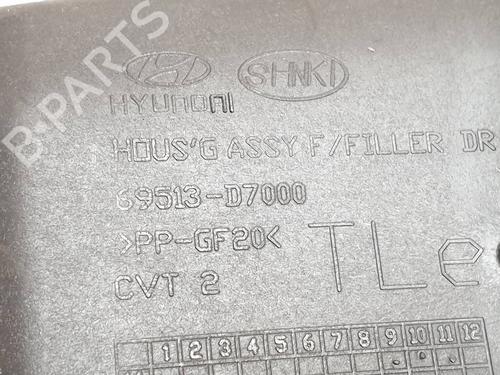 SHNKI
HYUNDAI
HOUS'G ASSY F/FILLER DR
69513-D7000
>PP-GF20<
CVT 2
TLe
1 2 3 4 5 6 7 8 9 10 11 12
B-PARTS